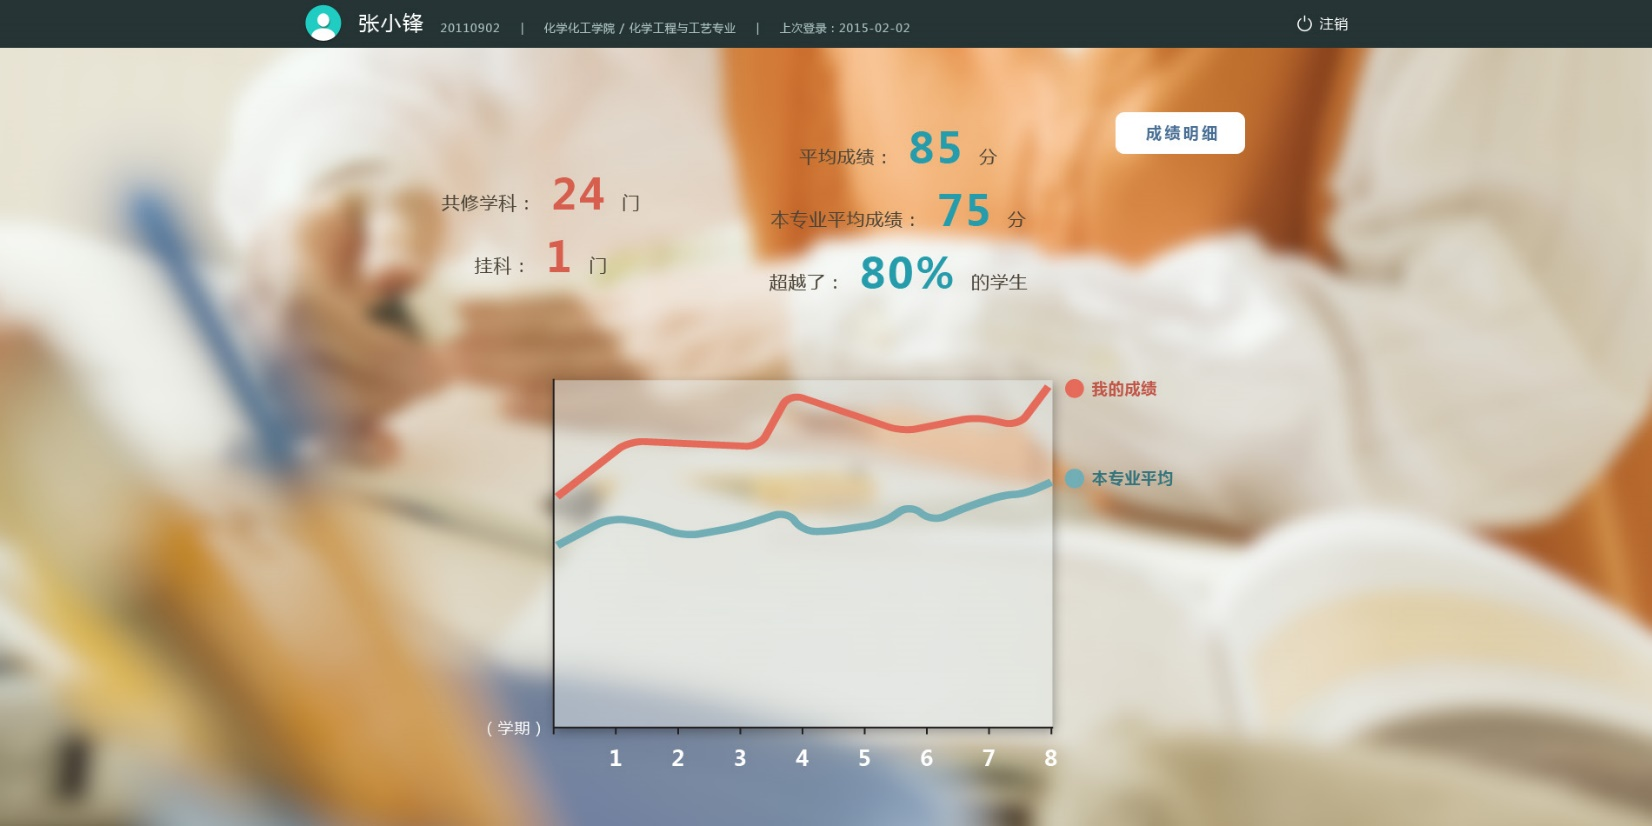 张小锋 20110902 | 化学化工学院 / 化学工程与工艺专业 | 上次登录：2015-02-02 注销
成绩明细
平均成绩： 85 分
共修学科： 24 门
本专业平均成绩： 75 分
挂科： 1 门
超越了： 80% 的学生
我的成绩
本专业平均
（学期）
1 2 3 4 5 6 7 8